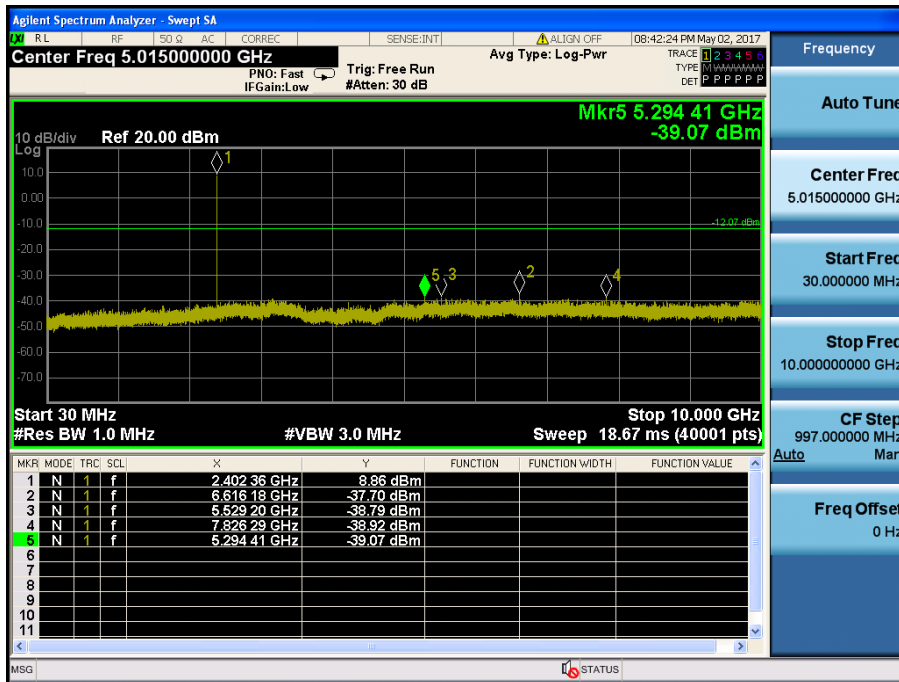 Agilent Spectrum Analyzer - Swept SA
LXI RL RF 50 Ω AC CORREC SENSE:INT ALIGN OFF 08:42:24 PM May 02, 2017
Center Freq 5.015000000 GHz
PNO: Fast
IFGain:Low
Trig: Free Run
#Atten: 30 dB
Avg Type: Log-Pwr
TRACE 1 2 3 4 5 6
TYPE M W W W W W
DET P P P P P P
Mkr5 5.294 41 GHz
-39.07 dBm
10 dB/div Ref 20.00 dBm
Log
10.0
0.00
-10.0
-20.0
-30.0
-40.0
-50.0
-60.0
-70.0
-12.07 dBm
1
5
3
2
4
Start 30 MHz Stop 10.000 GHz
#Res BW 1.0 MHz #VBW 3.0 MHz Sweep 18.67 ms (40001 pts)
MKR MODE TRC SCL X Y FUNCTION FUNCTION WIDTH FUNCTION VALUE
1 N 1 f 2.402 36 GHz 8.86 dBm
2 N 1 f 6.616 18 GHz -37.70 dBm
3 N 1 f 5.529 20 GHz -38.79 dBm
4 N 1 f 7.826 29 GHz -38.92 dBm
5 N 1 f 5.294 41 GHz -39.07 dBm
6
7
8
9
10
11
MSG STATUS
Frequency
Auto Tune
Center Freq
5.015000000 GHz
Start Freq
30.000000 MHz
Stop Freq
10.000000000 GHz
CF Step
997.000000 MHz
Auto Man
Freq Offset
0 Hz